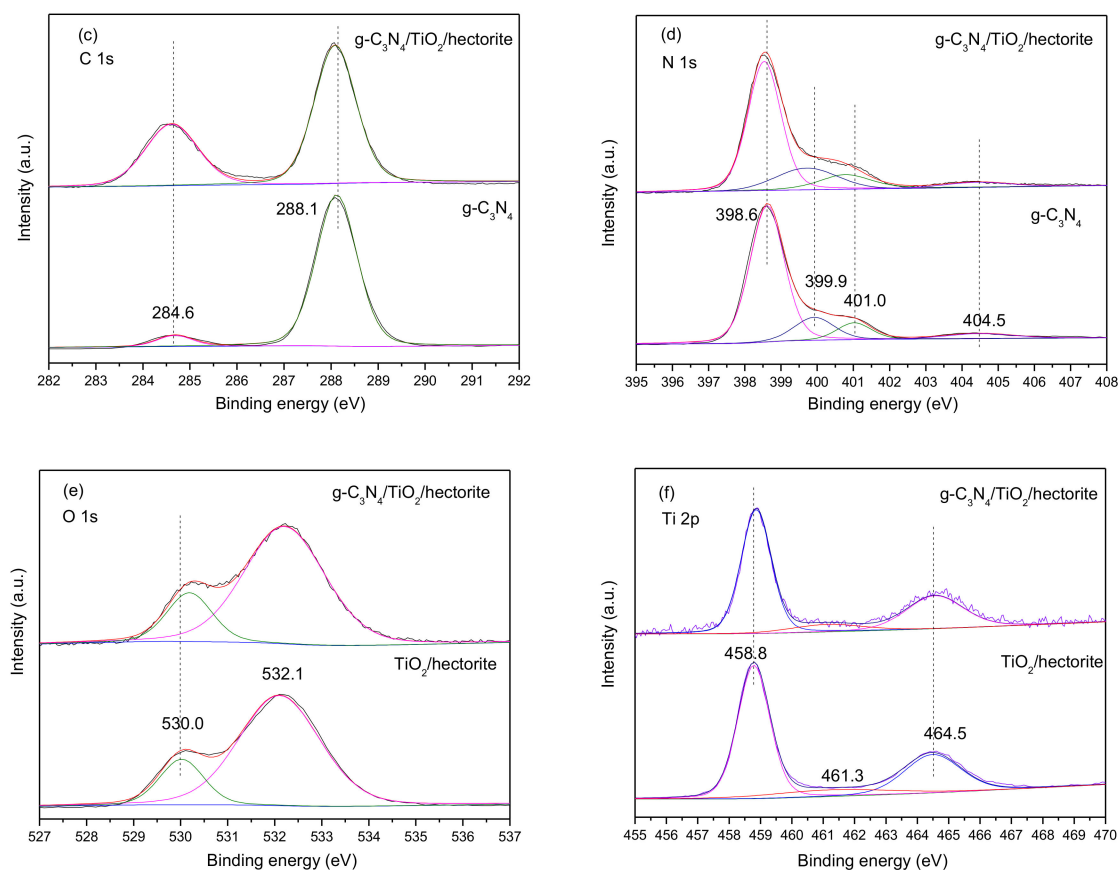 (c)
C 1s
g-C₃N₄/TiO₂/hectorite
288.1
g-C₃N₄
284.6
Intensity (a.u.)
282 283 284 285 286 287 288 289 290 291 292
Binding energy (eV)
(d)
N 1s
g-C₃N₄/TiO₂/hectorite
398.6
g-C₃N₄
399.9
401.0
404.5
Intensity (a.u.)
395 396 397 398 399 400 401 402 403 404 405 406 407 408
Binding energy (eV)
(e)
O 1s
g-C₃N₄/TiO₂/hectorite
TiO₂/hectorite
532.1
530.0
Intensity (a.u.)
527 528 529 530 531 532 533 534 535 536 537
Binding energy (eV)
(f)
Ti 2p
g-C₃N₄/TiO₂/hectorite
458.8
TiO₂/hectorite
464.5
461.3
Intensity (a.u.)
455 456 457 458 459 460 461 462 463 464 465 466 467 468 469 470
Binding energy (eV)